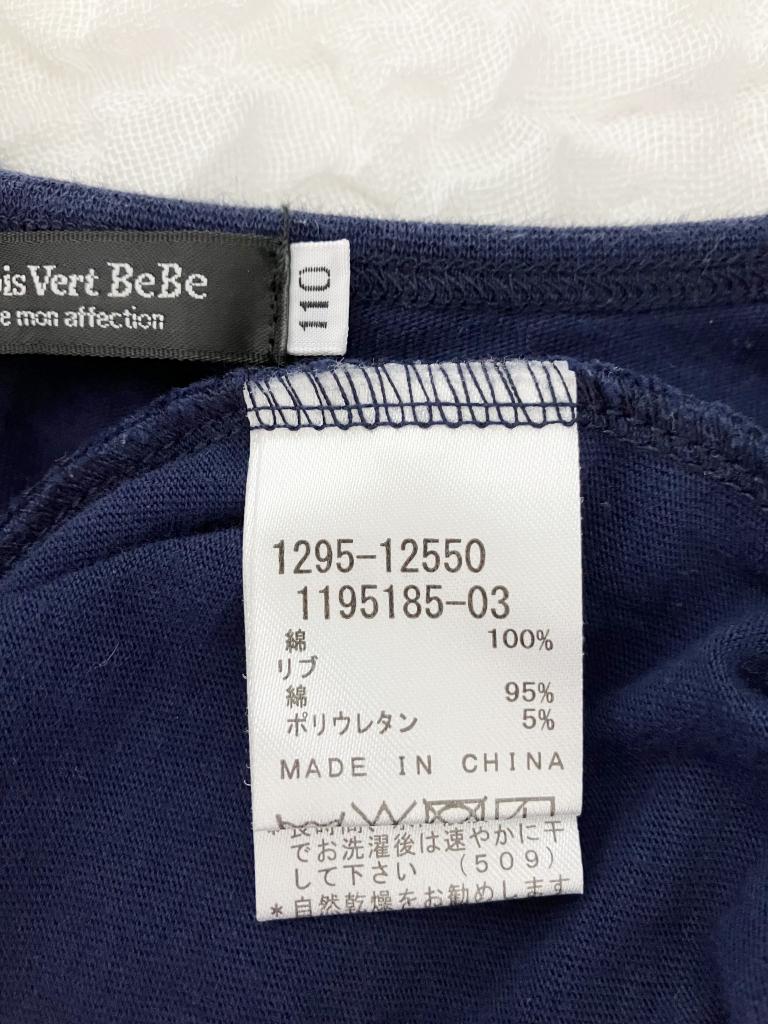 is Vert BeBe
e mon affection
110
1295-12550
1195185-03
綿 100%
リブ
綿 95%
ポリウレタン 5%
MADE IN CHINA
でお洗濯後は速やかに干
して下さい (509)
*自然乾燥をお勧めします